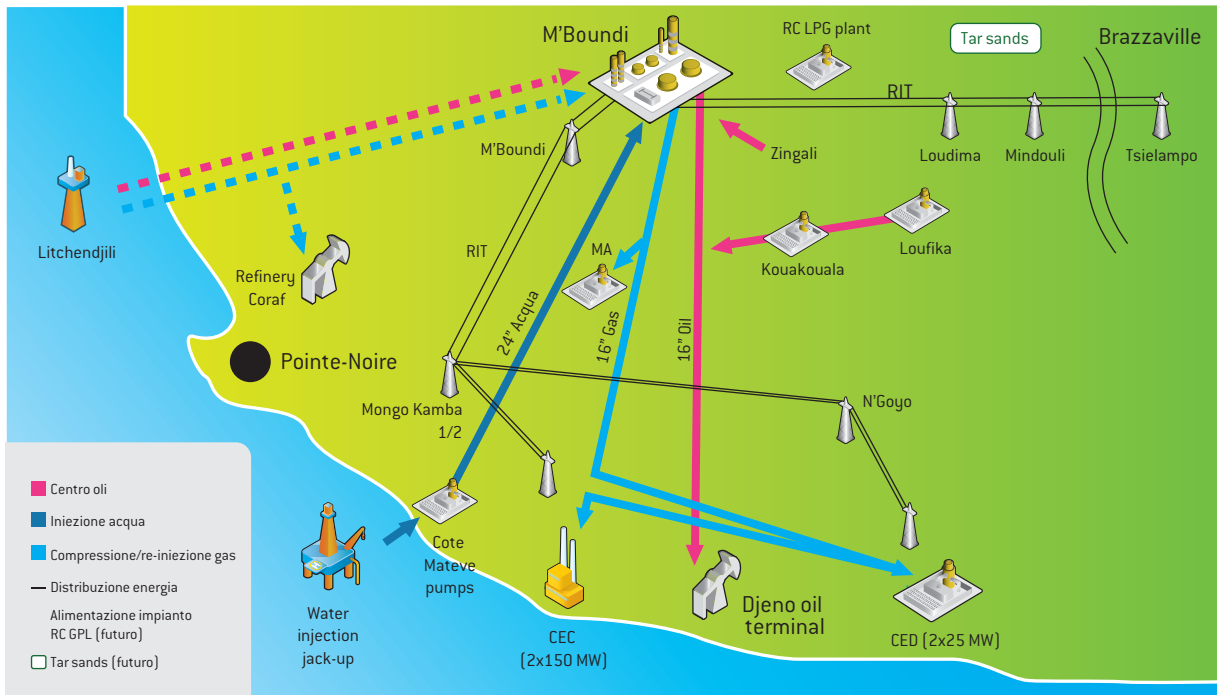 M'Boundi
RC LPG plant
Tar sands
Brazzaville
RIT
M'Boundi
Zingali
Loudima
Mindouli
Tsielampo
Litchendjili
Refinery
Coraf
RIT
MA
Kouakouala
Loufika
24" Acqua
16" Gas
16" Oil
Pointe-Noire
Mongo Kamba
1/2
N'Goyo
Centro oli
Iniezione acqua
Compressione/re-iniezione gas
Distribuzione energia
Alimentazione impianto
RC GPL (futuro)
Tar sands (futuro)
H
Water
injection
jack-up
Cote
Mateve
pumps
CEC
(2x150 MW)
Djeno oil
terminal
CED (2x25 MW)